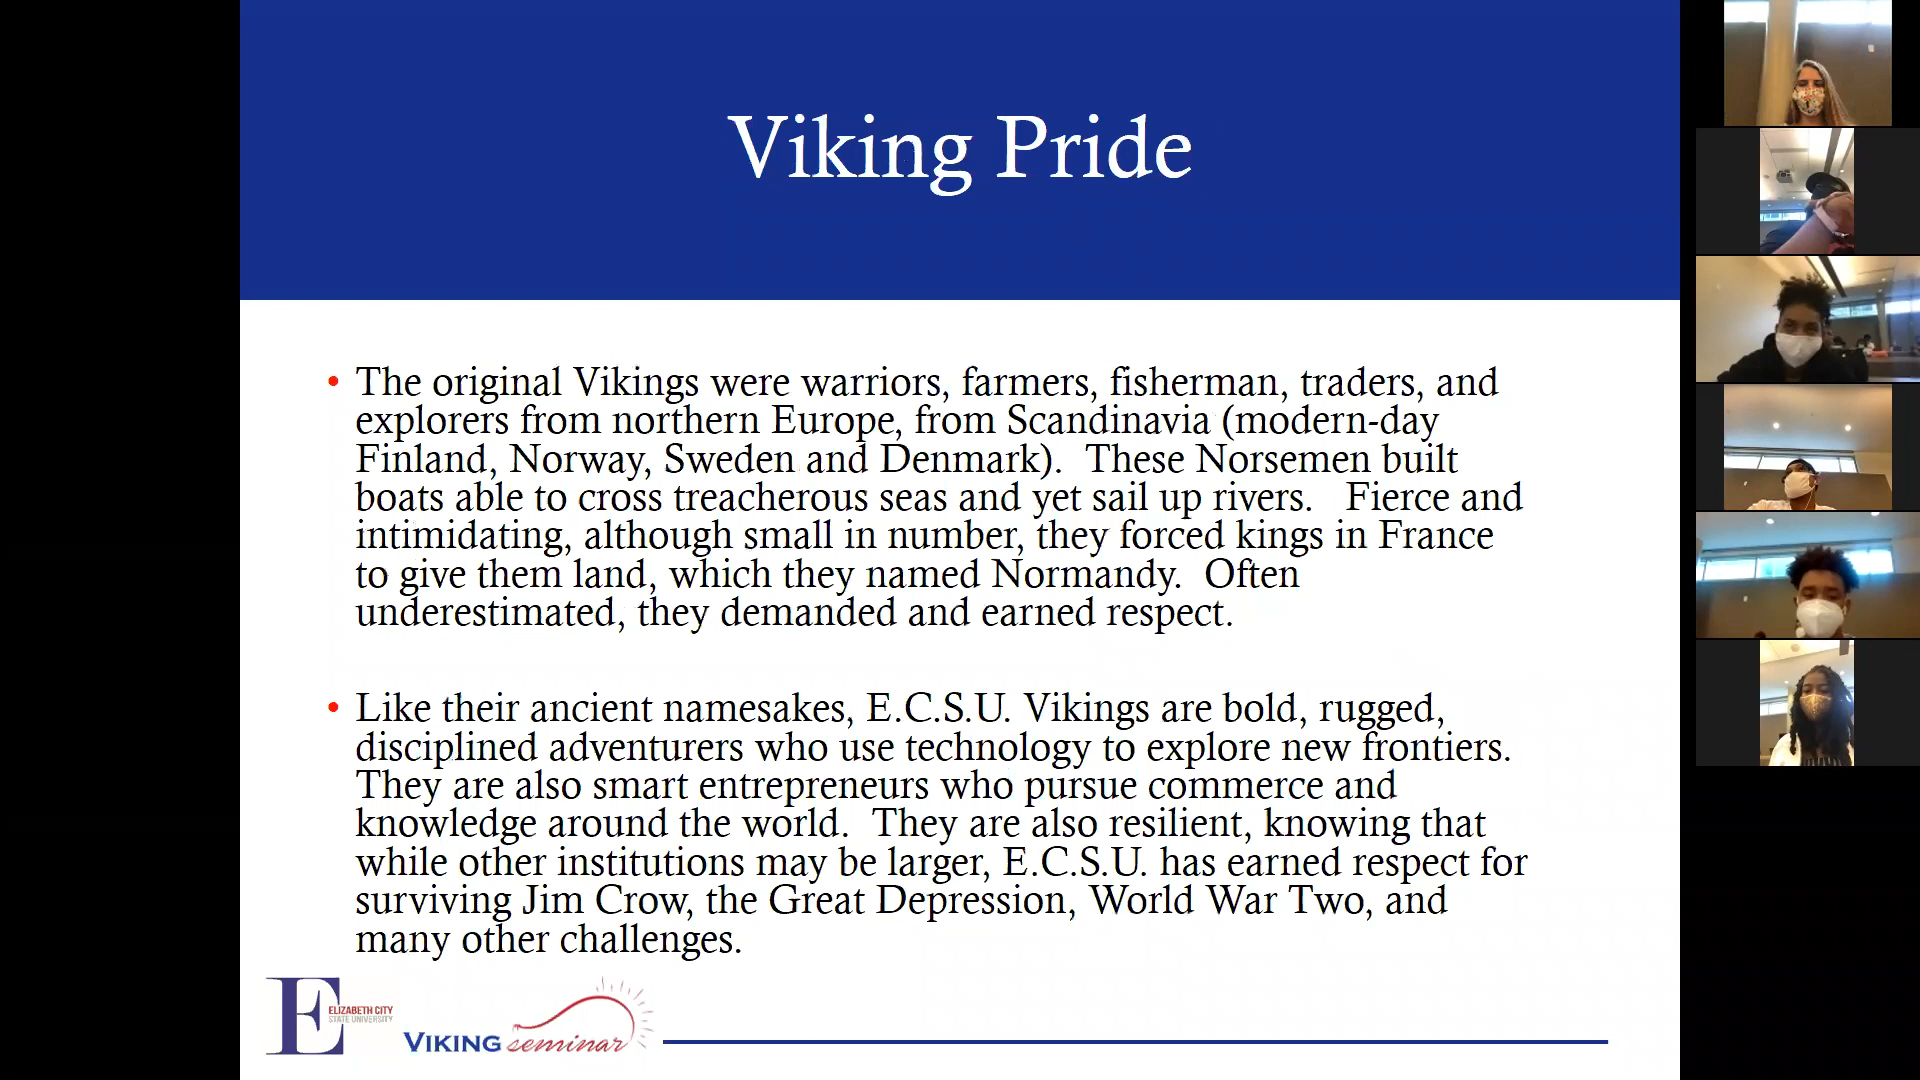 Viking Pride
• The original Vikings were warriors, farmers, fisherman, traders, and
explorers from northern Europe, from Scandinavia (modern-day
Finland, Norway, Sweden and Denmark).  These Norsemen built
boats able to cross treacherous seas and yet sail up rivers.   Fierce and
intimidating, although small in number, they forced kings in France
to give them land, which they named Normandy.  Often
underestimated, they demanded and earned respect.
• Like their ancient namesakes, E.C.S.U. Vikings are bold, rugged,
disciplined adventurers who use technology to explore new frontiers.
They are also smart entrepreneurs who pursue commerce and
knowledge around the world.  They are also resilient, knowing that
while other institutions may be larger, E.C.S.U. has earned respect for
surviving Jim Crow, the Great Depression, World War Two, and
many other challenges.
E
ELIZABETH CITY
STATE UNIVERSITY
VIKING seminar